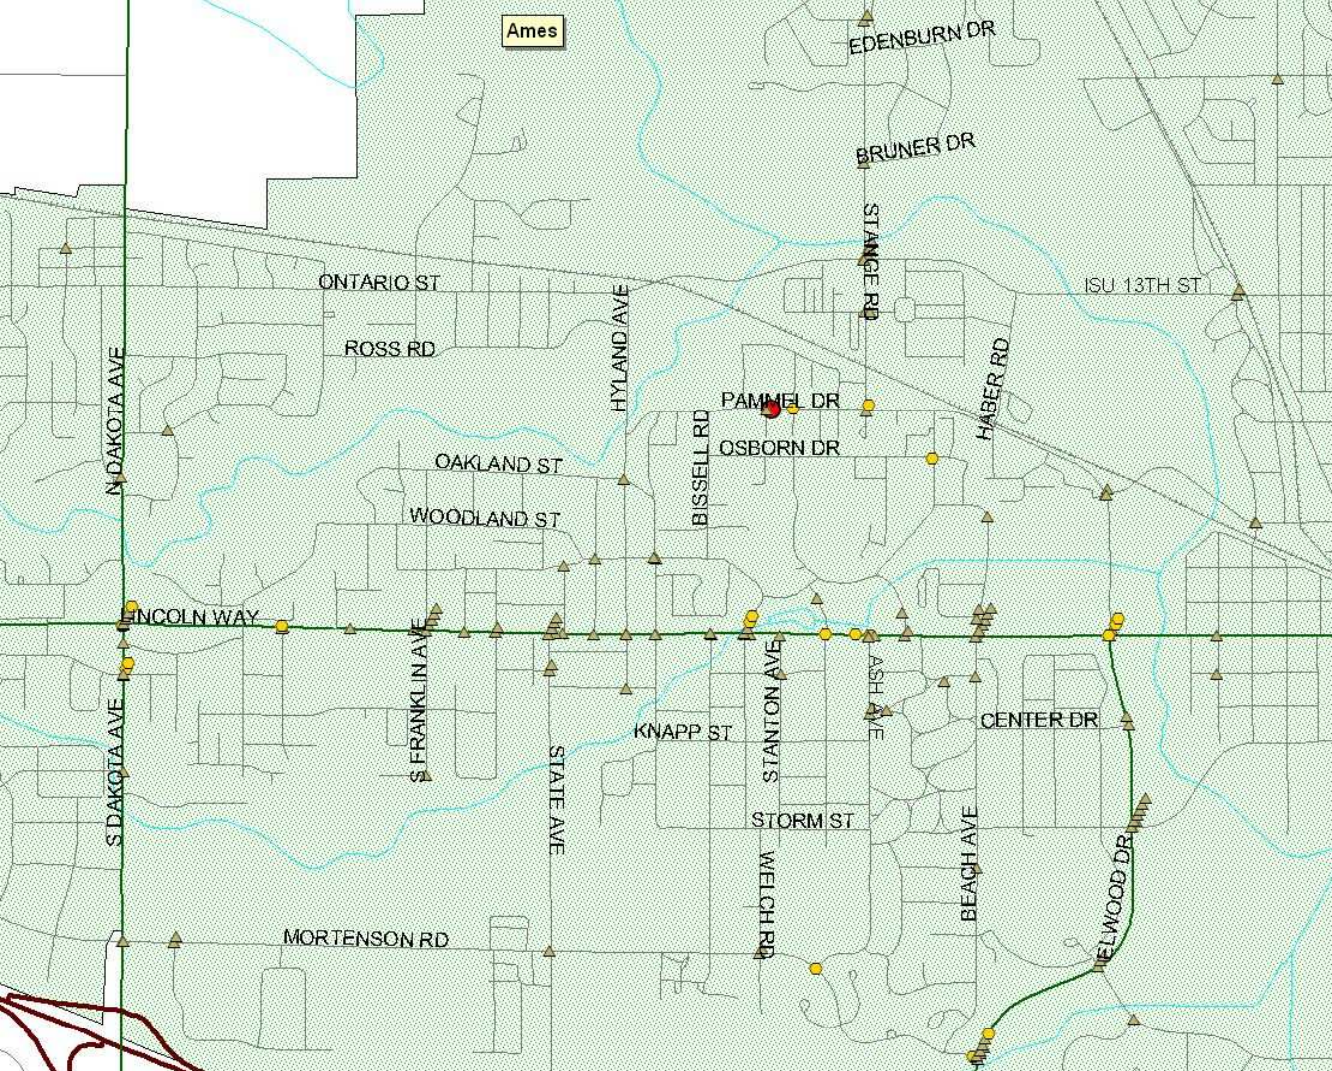 Ames
EDENBURN DR
BRUNER DR
STANGE RD
ONTARIO ST
ISU 13TH ST
HYLAND AVE
ROSS RD
N DAKOTA AVE
HABER RD
PAMMEL DR
BISSELL RD
OSBORN DR
OAKLAND ST
WOODLAND ST
LINCOLN WAY
S FRANKLIN AVE
STANTON AVE
ASH AVE
S DAKOTA AVE
KNAPP ST
CENTER DR
STATE AVE
STORM ST
BEACH AVE
ELWOOD DR
WELCH RD
MORTENSON RD